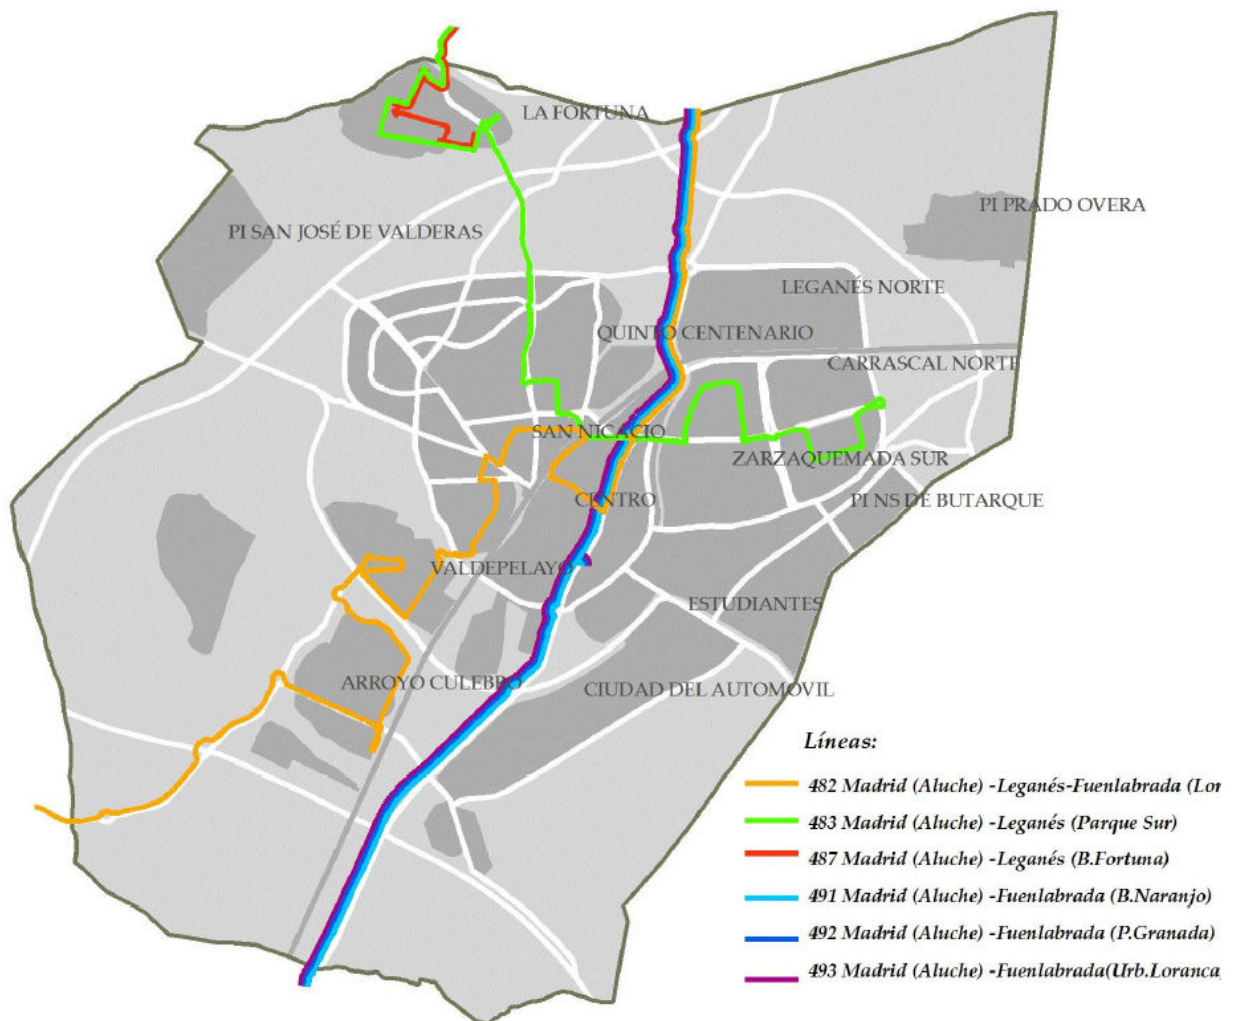 LA FORTUNA
PI PRADO OVERA
PI SAN JOSÉ DE VALDERAS
LEGANÉS NORTE
QUINTO CENTENARIO
CARRASCAL NORTE
SAN NICACIO
ZARZAQUEMADA SUR
CENTRO
PI NS DE BUTARQUE
VALDEPELAYO
ESTUDIANTES
ARROYO CULEBRO
CIUDAD DEL AUTOMOVIL
Líneas:
482 Madrid (Aluche) -Leganés-Fuenlabrada (Lor
483 Madrid (Aluche) -Leganés (Parque Sur)
487 Madrid (Aluche) -Leganés (B.Fortuna)
491 Madrid (Aluche) -Fuenlabrada (B.Naranjo)
492 Madrid (Aluche) -Fuenlabrada (P.Granada)
493 Madrid (Aluche) -Fuenlabrada(Urb.Loranca